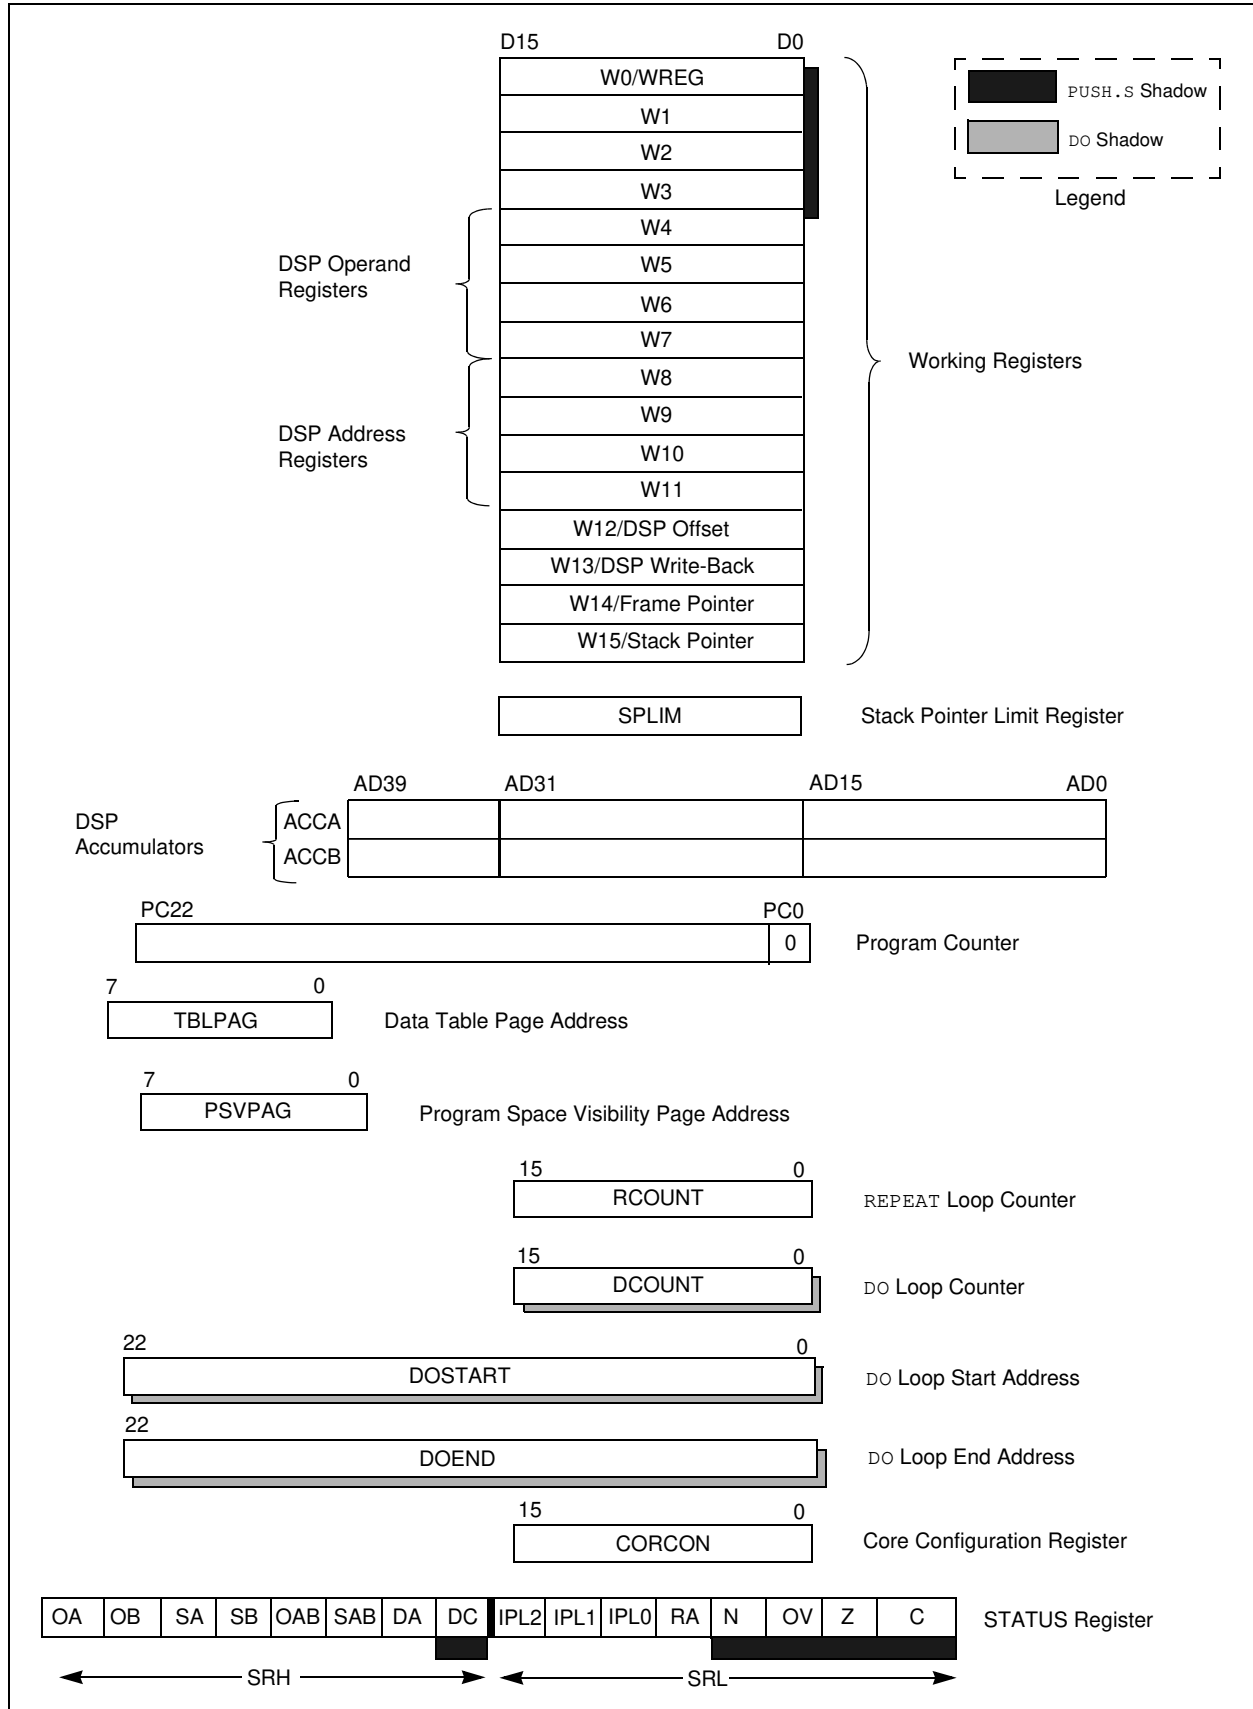 D15 D0
W0/WREG
W1
W2
W3
W4
W5
W6
W7
W8
W9
W10
W11
W12/DSP Offset
W13/DSP Write-Back
W14/Frame Pointer
W15/Stack Pointer
PUSH.S Shadow
DO Shadow
Legend
DSP Operand
Registers
DSP Address
Registers
Working Registers
SPLIM Stack Pointer Limit Register
AD39 AD31 AD15 AD0
DSP
Accumulators
ACCA
ACCB
PC22 PC0
0 Program Counter
7 0
TBLPAG Data Table Page Address
7 0
PSVPAG Program Space Visibility Page Address
15 0
RCOUNT REPEAT Loop Counter
15 0
DCOUNT DO Loop Counter
22 0
DOSTART DO Loop Start Address
22
DOEND DO Loop End Address
15 0
CORCON Core Configuration Register
OA OB SA SB OAB SAB DA DC IPL2 IPL1 IPL0 RA N OV Z C STATUS Register
SRH SRL